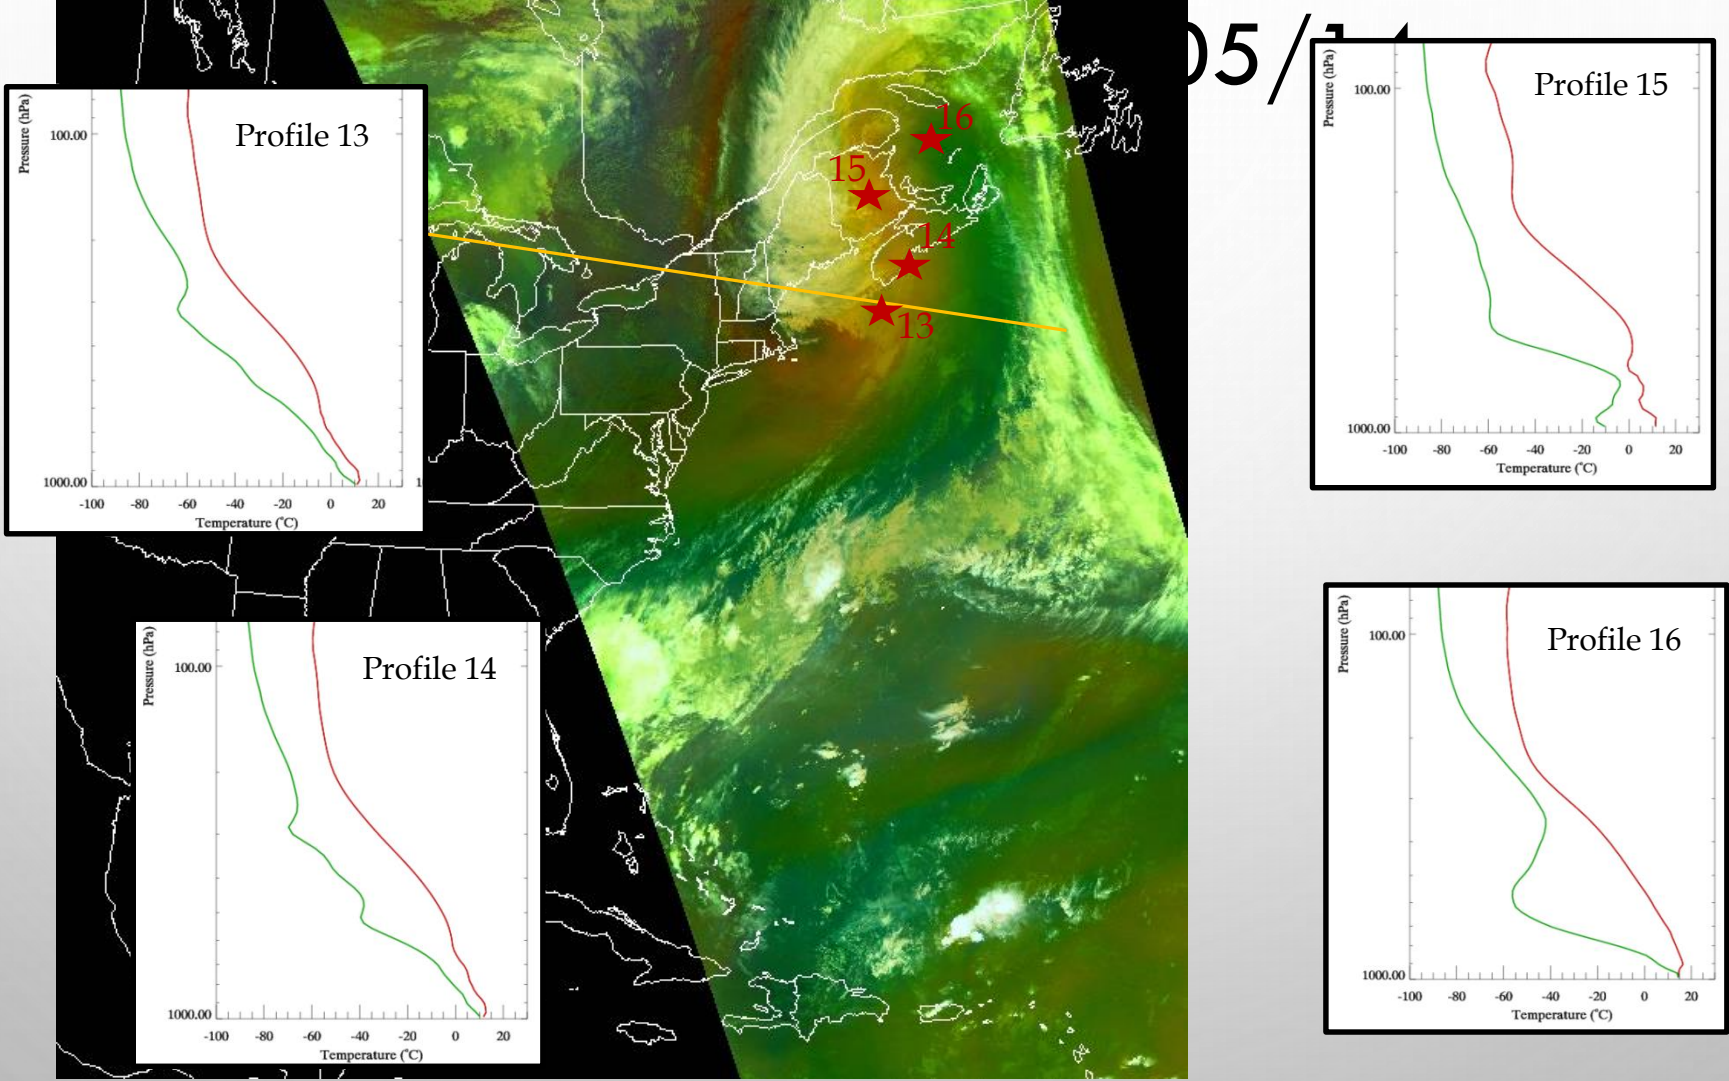 05/14
Pressure (hPa)
Profile 13
100.00
1000.00
-100 -80 -60 -40 -20 0 20
Temperature (°C)
Pressure (hPa)
Profile 14
100.00
1000.00
-100 -80 -60 -40 -20 0 20
Temperature (°C)
16
15
14
13
Pressure (hPa)
Profile 15
100.00
1000.00
-100 -80 -60 -40 -20 0 20
Temperature (°C)
Pressure (hPa)
Profile 16
100.00
1000.00
-100 -80 -60 -40 -20 0 20
Temperature (°C)